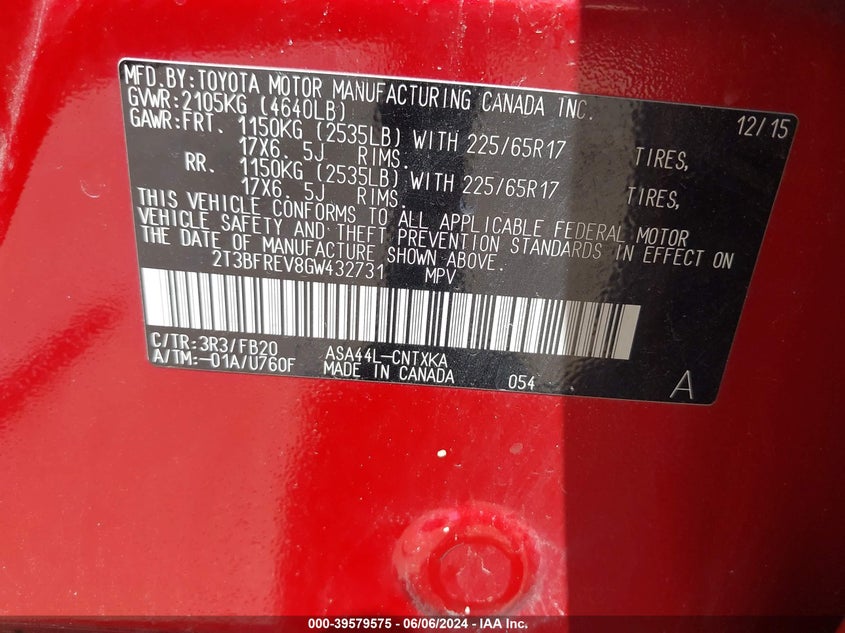 MFD.BY:TOYOTA MOTOR MANUFACTURING CANADA INC.
GVWR:2105KG (4640LB) 12/15
GAWR:FRT. 1150KG (2535LB) WITH 225/65R17 TIRES,
17X6. 5J RIMS.
RR. 1150KG (2535LB) WITH 225/65R17 TIRES,
17X6. 5J RIMS.
THIS VEHICLE CONFORMS TO ALL APPLICABLE FEDERAL MOTOR
VEHICLE SAFETY AND THEFT PREVENTION STANDARDS IN EFFECT ON
THE DATE OF MANUFACTURE SHOWN ABOVE.
2T3BFREV8GW432731 MPV
C/TR:3R3/FB20 ASA44L-CNTXKA
A/TM:-01A/U760F MADE IN CANADA 054 A
000-39579575 — 06/06/2024 — IAA Inc.